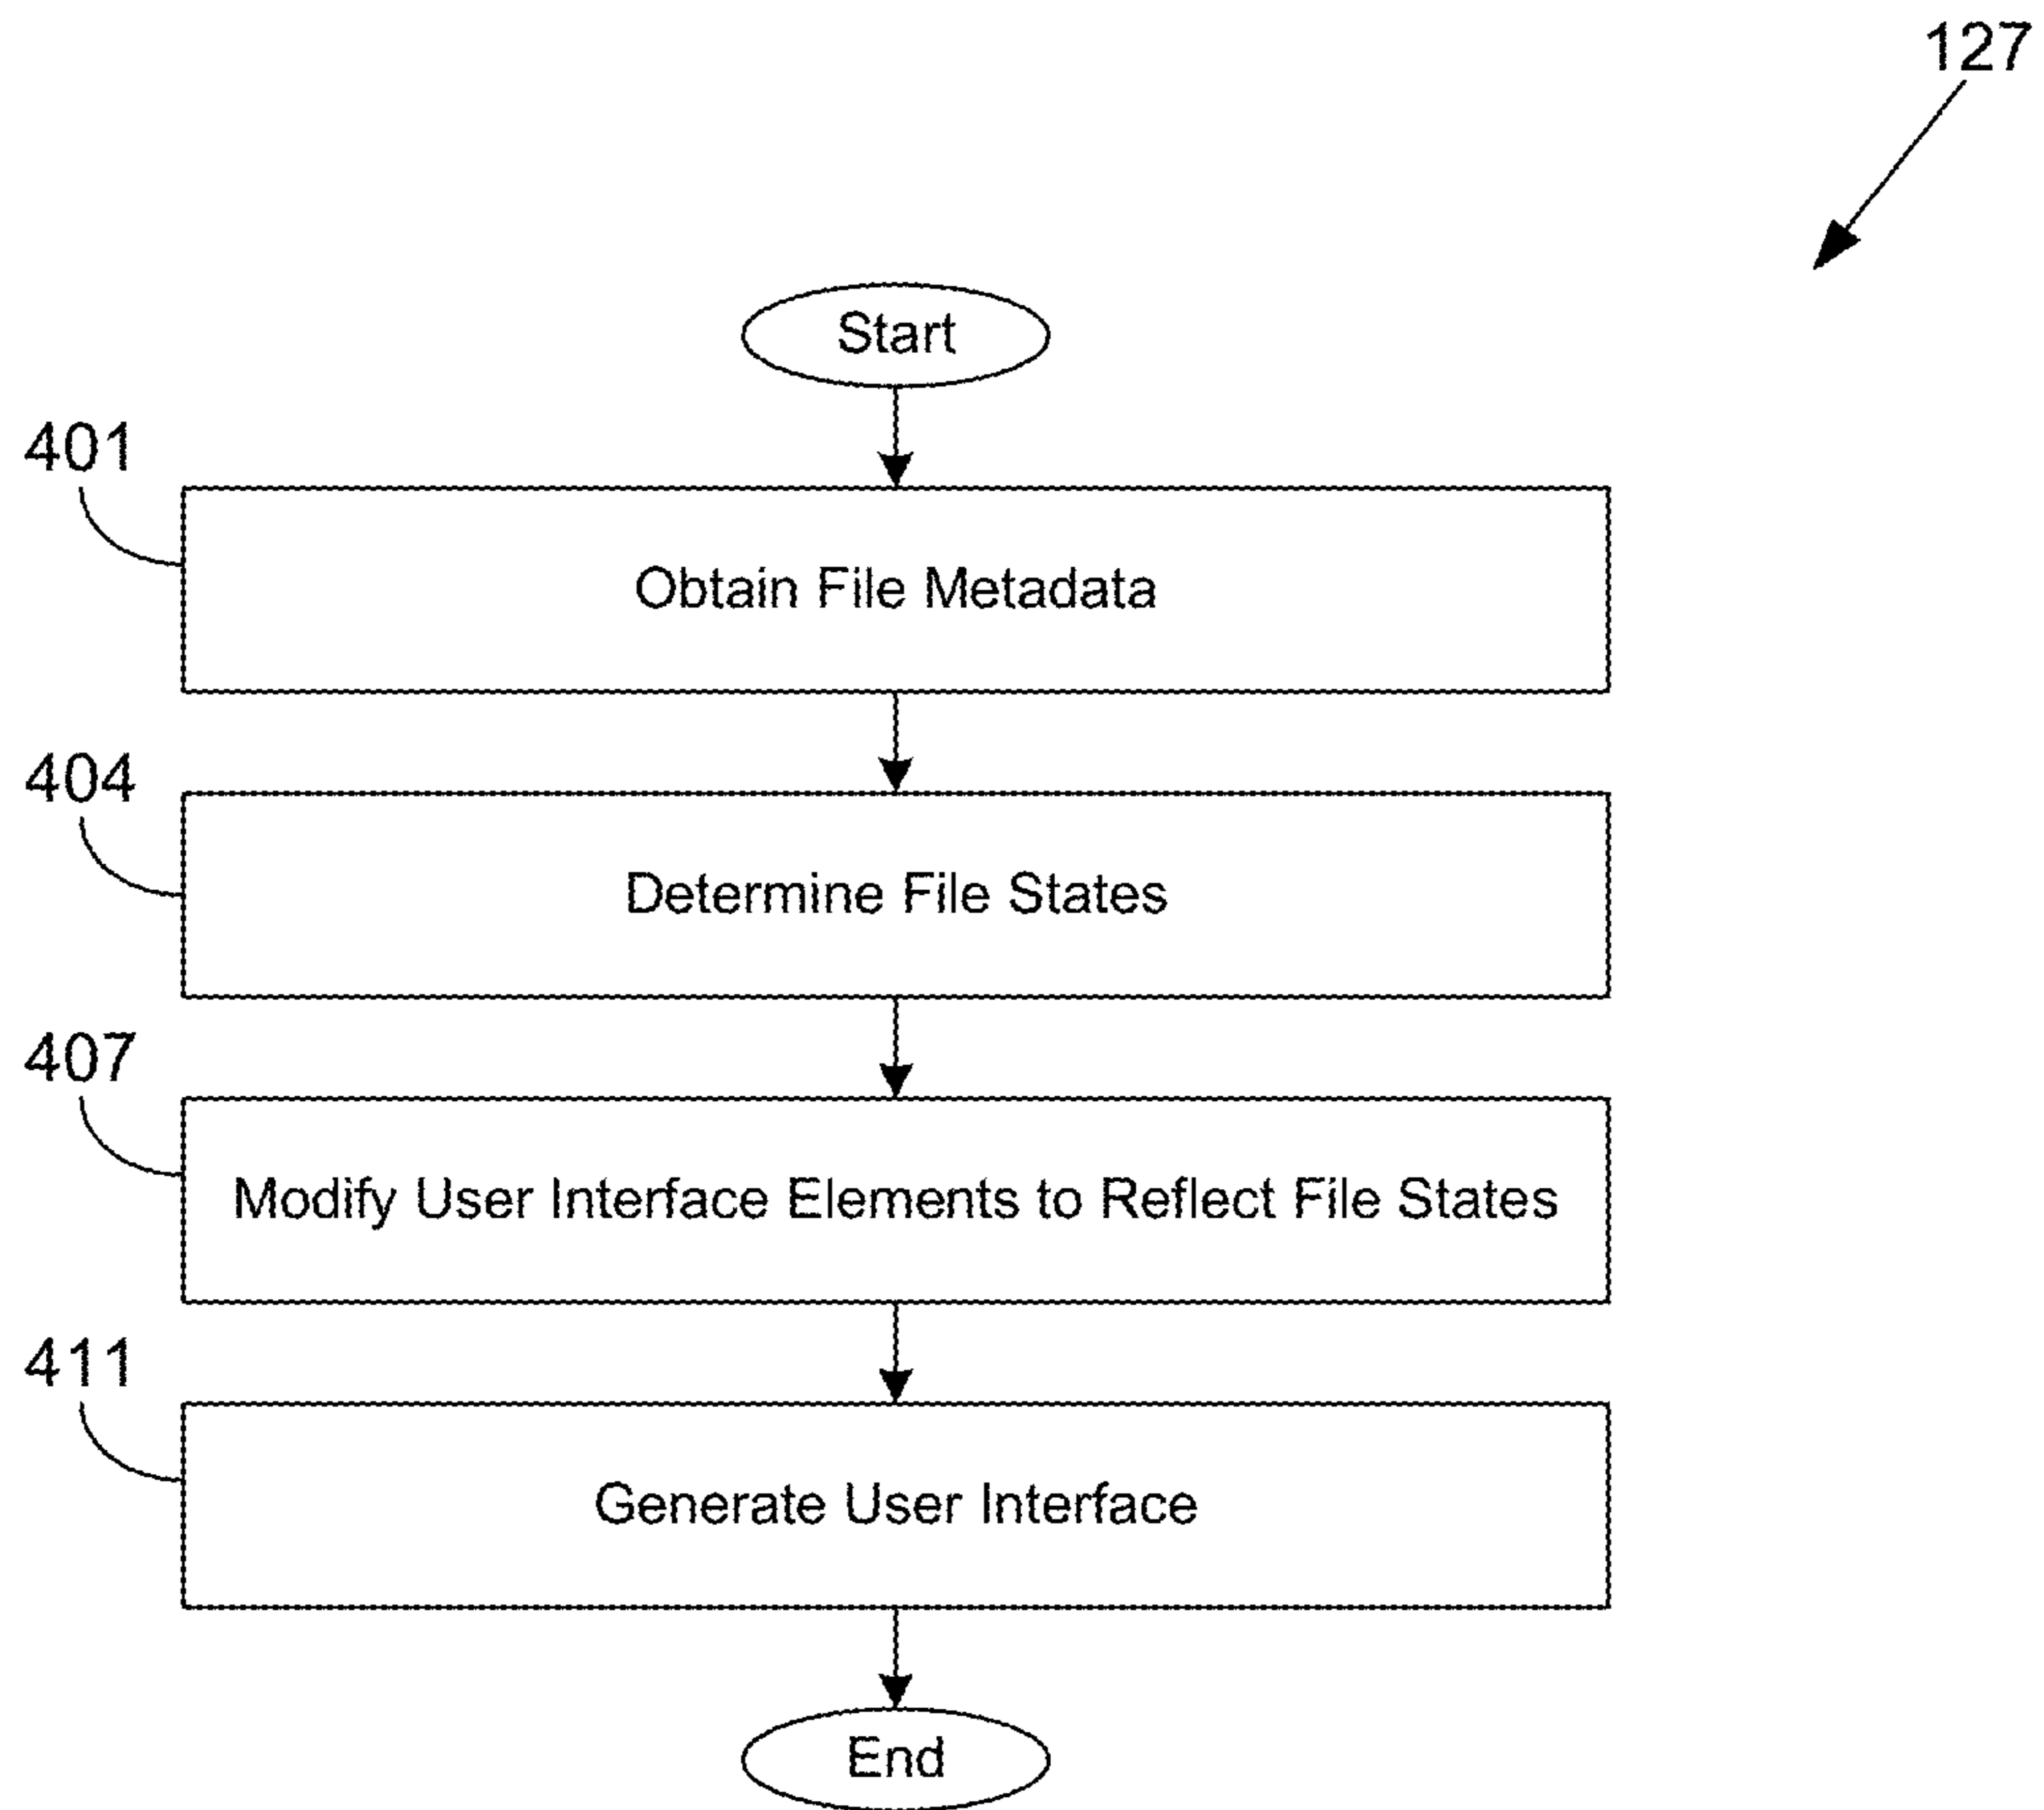 127
Start
401
Obtain File Metadata
404
Determine File States
407
Modify User Interface Elements to Reflect File States
411
Generate User Interface
End